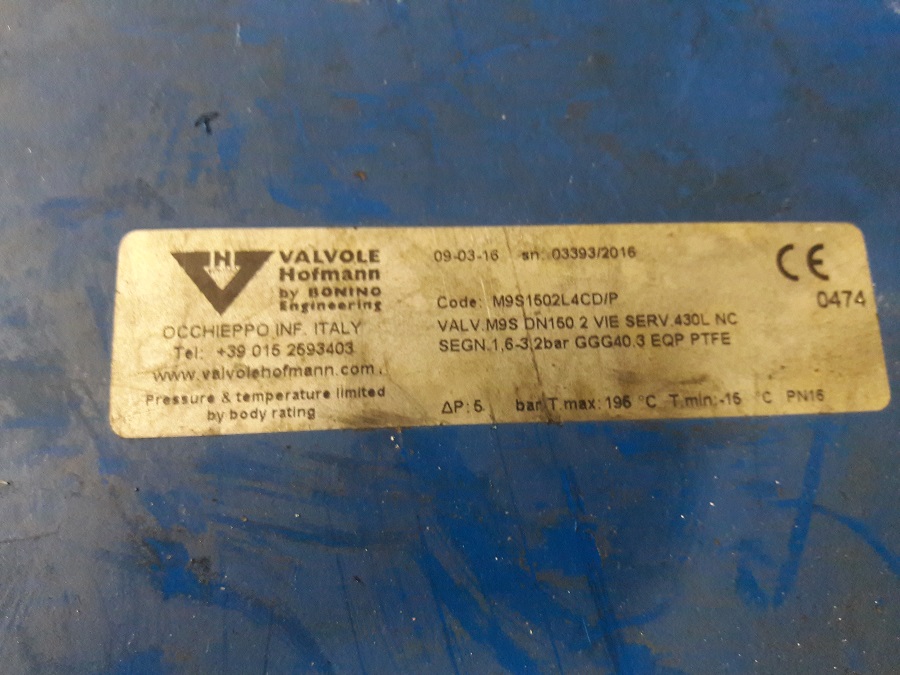 H
VALVOLE
Hofmann
by BONINO
Engineering
OCCHIEPPO INF. ITALY
Tel: +39 015 2593403
www.valvolehofmann.com
Pressure & temperature limited
by body rating
09-03-16 sn: 03393/2016
CE
0474
Code: M9S1502L4CD/P
VALV.M9S DN150 2 VIE SERV.430L NC
SEGN.1,6-3,2bar GGG40.3 EQP PTFE
ΔP: 5 bar T.max: 195 °C T.min:-15 °C PN16